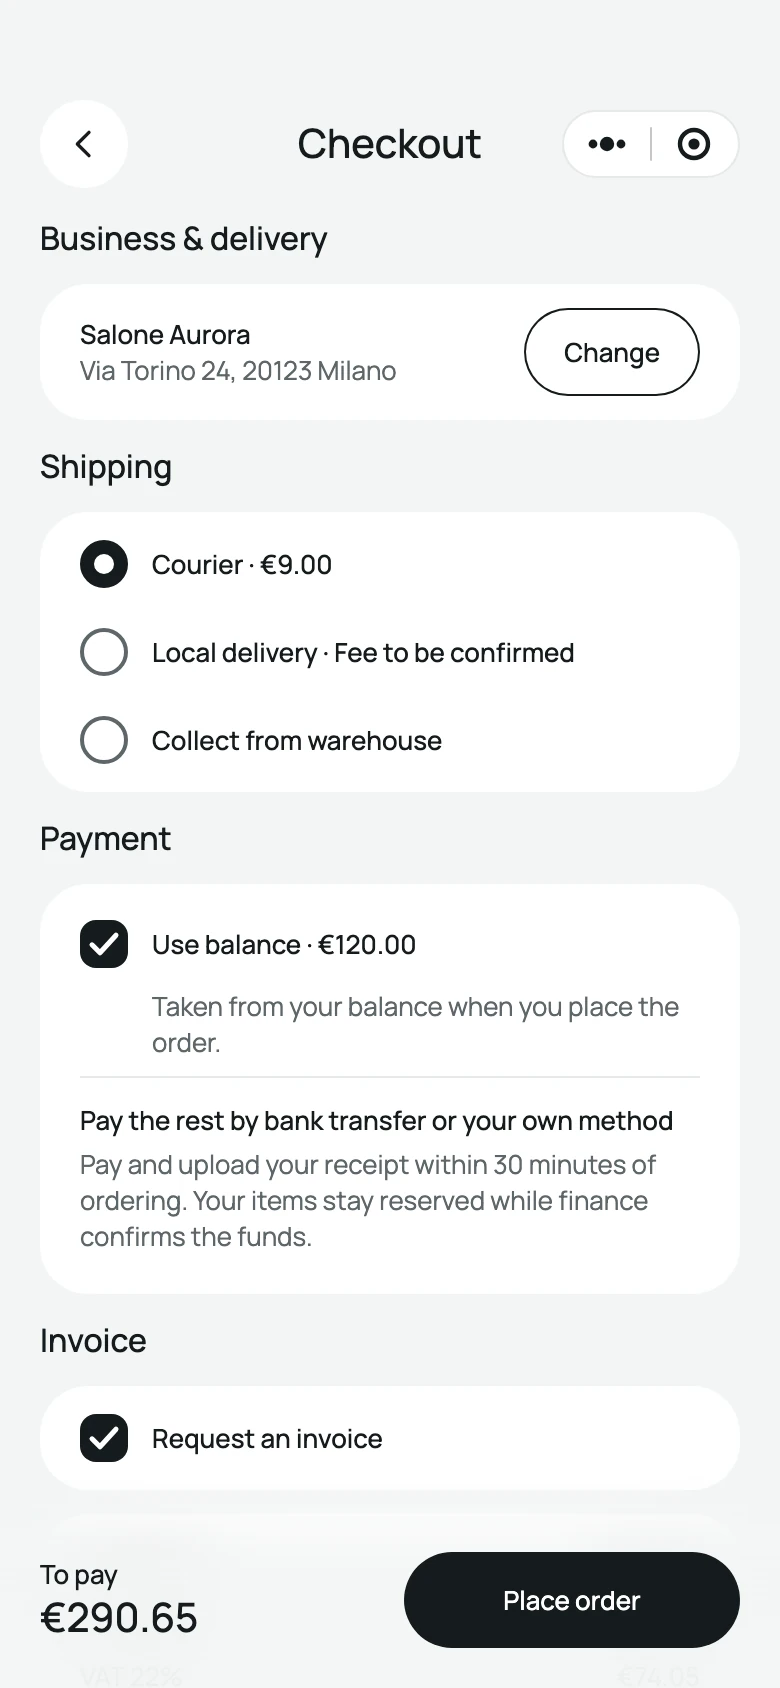 Checkout
Business & delivery
Salone Aurora
Via Torino 24, 20123 Milano
Change
Shipping
Courier · €9.00
Local delivery · Fee to be confirmed
Collect from warehouse
Payment
Use balance · €120.00
Taken from your balance when you place the
order.
Pay the rest by bank transfer or your own method
Pay and upload your receipt within 30 minutes of
ordering. Your items stay reserved while finance
confirms the funds.
Invoice
Request an invoice
To pay
€290.65
Place order
VAT 22%
€74.05